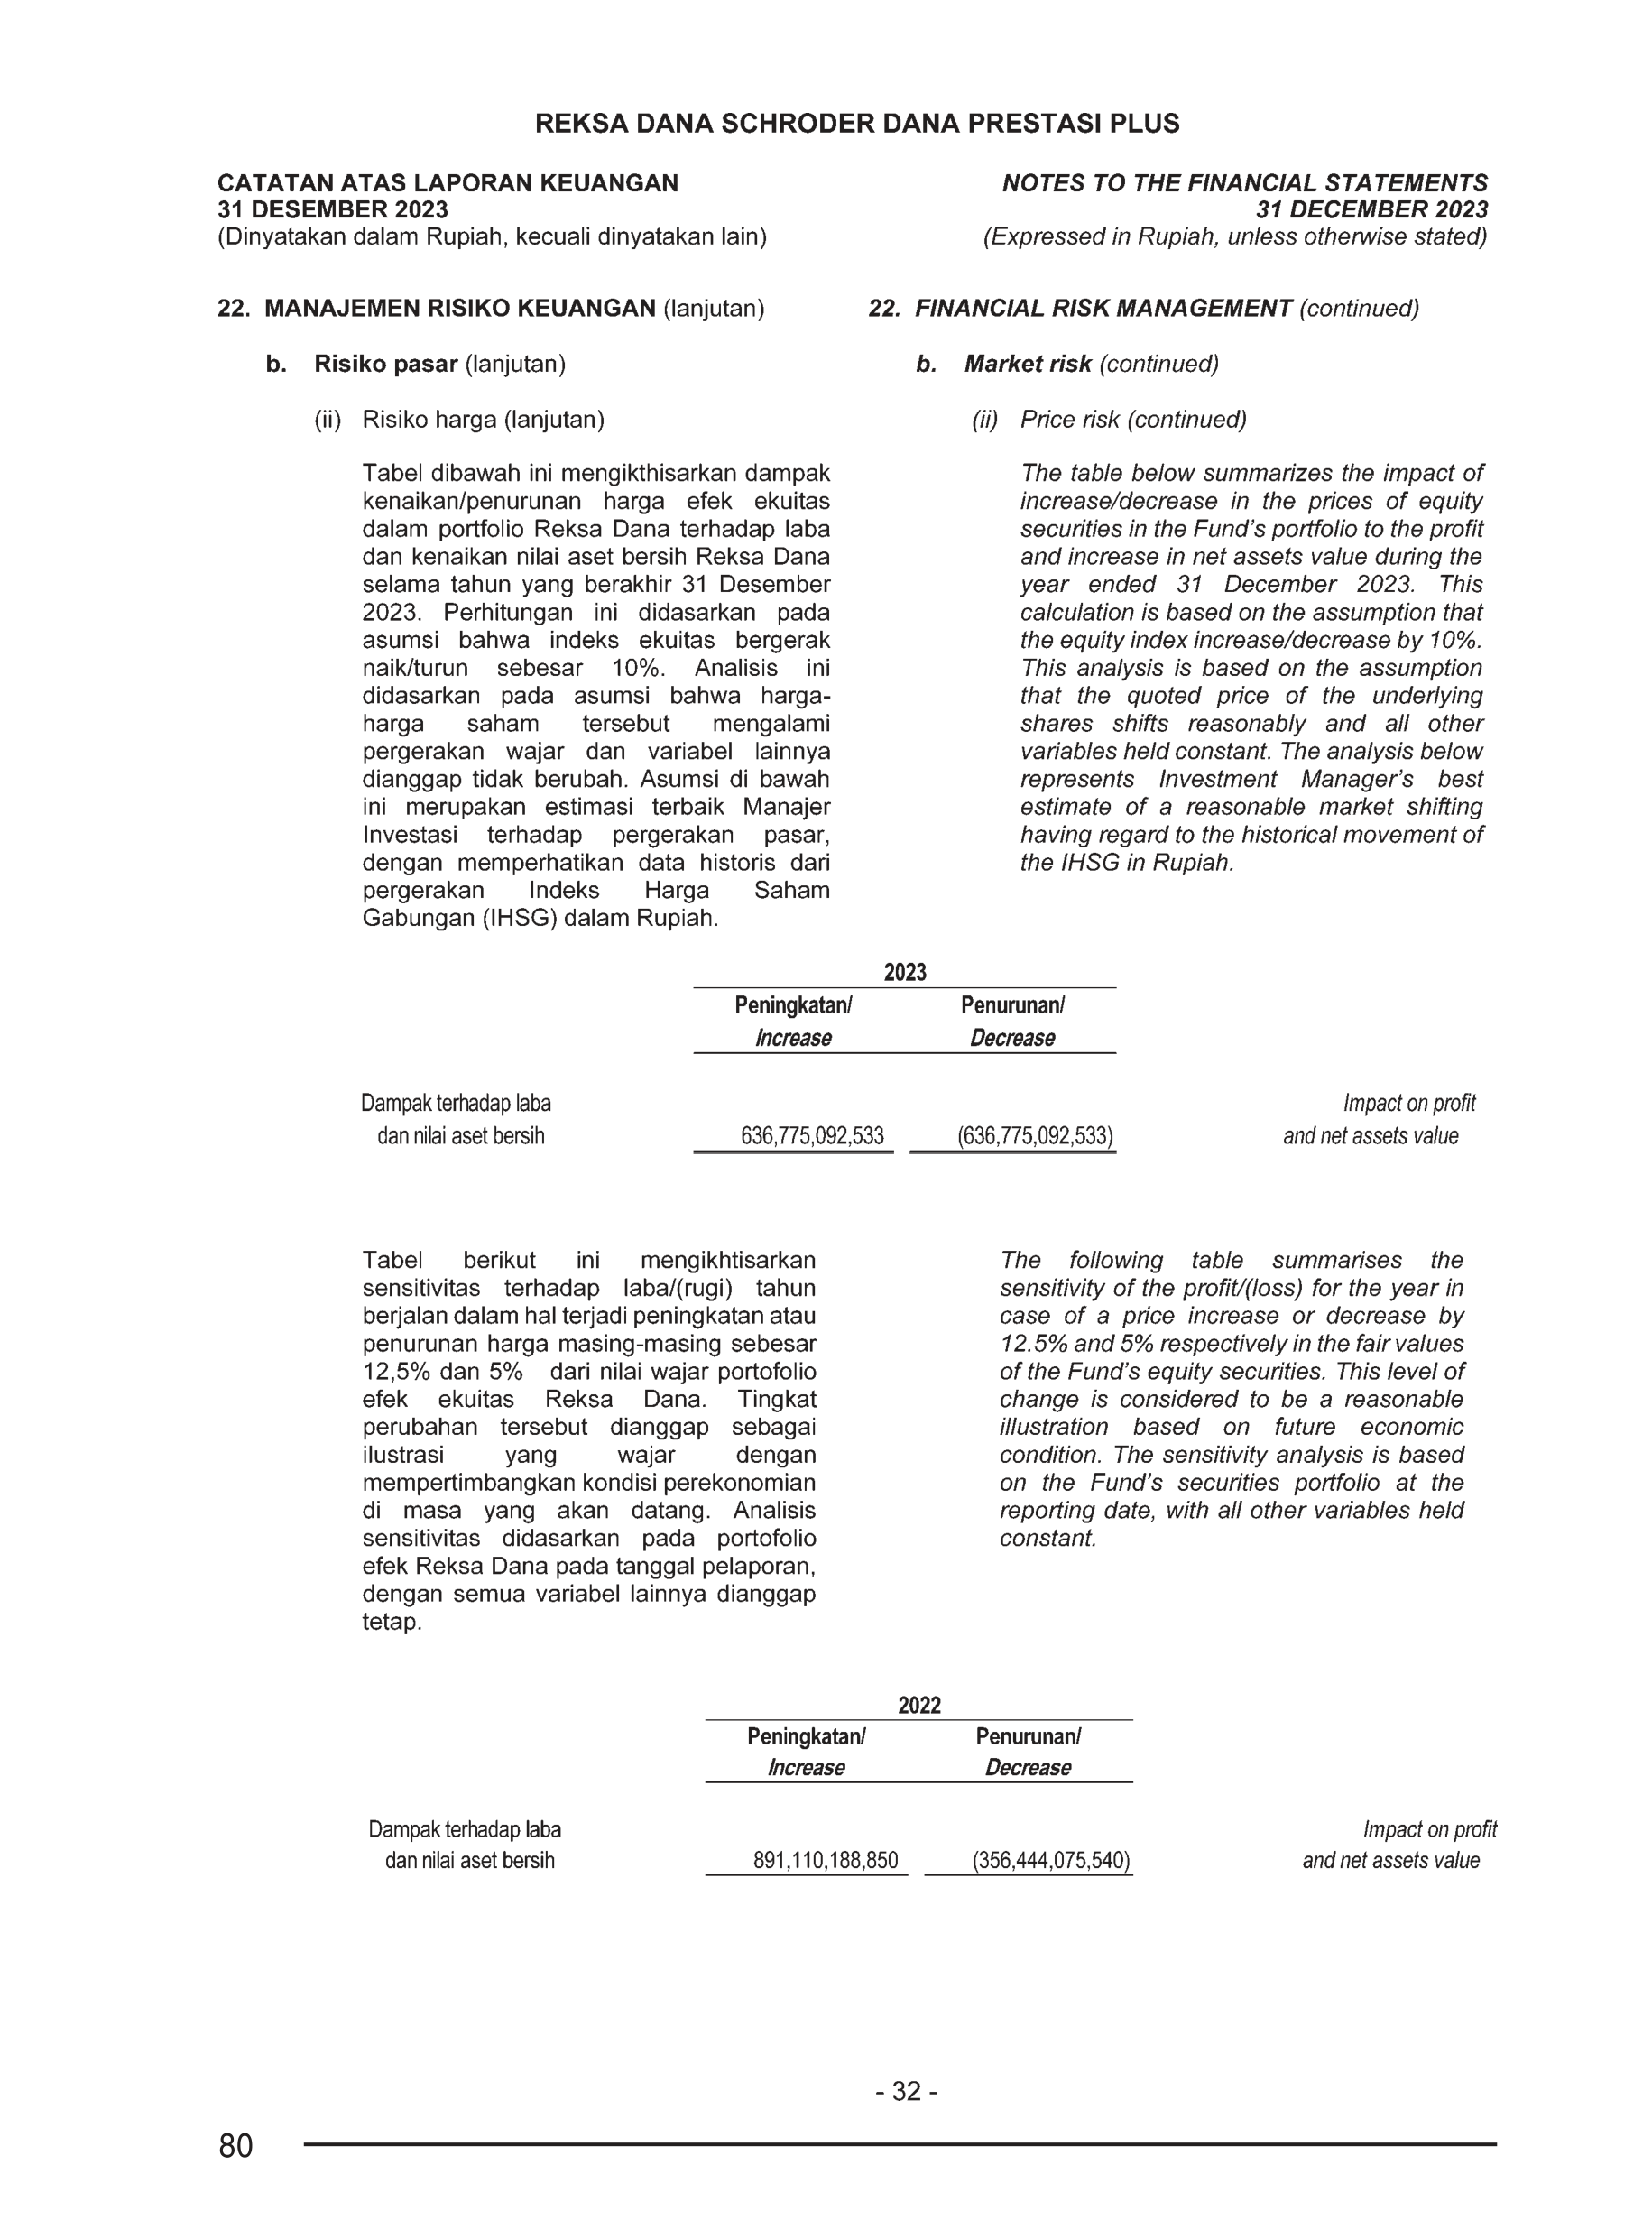 REKSA DANA SCHRODER DANA PRESTASI PLUS
CATATAN ATAS LAPORAN KEUANGAN
31 DESEMBER 2023
(Dinyatakan dalam Rupiah, kecuali dinyatakan lain)
NOTES TO THE FINANCIAL STATEMENTS
31 DECEMBER 2023
(Expressed in Rupiah, unless otherwise stated)
22. MANAJEMEN RISIKO KEUANGAN (lanjutan)
b. Risiko pasar (lanjutan)
(ii) Risiko harga (lanjutan)
Tabel dibawah ini mengikthisarkan dampak
kenaikan/penurunan harga efek ekuitas
dalam portfolio Reksa Dana terhadap laba
dan kenaikan nilai aset bersih Reksa Dana
selama tahun yang berakhir 31 Desember
2023. Perhitungan ini didasarkan pada
asumsi bahwa indeks ekuitas bergerak
naik/turun sebesar 10%. Analisis ini
didasarkan pada asumsi bahwa harga-
harga saham tersebut mengalami
pergerakan wajar dan variabel lainnya
dianggap tidak berubah. Asumsi di bawah
ini merupakan estimasi terbaik Manajer
Investasi terhadap pergerakan pasar,
dengan memperhatikan data historis dari
pergerakan Indeks Harga Saham
Gabungan (IHSG) dalam Rupiah.
22. FINANCIAL RISK MANAGEMENT (continued)
b. Market risk (continued)
(ii) Price risk (continued)
The table below summarizes the impact of
increase/decrease in the prices of equity
securities in the Fund's portfolio to the profit
and increase in net assets value during the
year ended 31 December 2023. This
calculation is based on the assumption that
the equity index increase/decrease by 10%.
This analysis is based on the assumption
that the quoted price of the underlying
shares shifts reasonably and all other
variables held constant. The analysis below
represents Investment Manager's best
estimate of a reasonable market shifting
having regard to the historical movement of
the IHSG in Rupiah.
2023
Peningkatan/ Penurunan/
Increase Decrease
Dampak terhadap laba Impact on profit
dan nilai aset bersih 636,775,092,533 (636,775,092,533) and net assets value
Tabel berikut ini mengikhtisarkan
sensitivitas terhadap laba/(rugi) tahun
berjalan dalam hal terjadi peningkatan atau
penurunan harga masing-masing sebesar
12,5% dan 5% dari nilai wajar portofolio
efek ekuitas Reksa Dana. Tingkat
perubahan tersebut dianggap sebagai
ilustrasi yang wajar dengan
mempertimbangkan kondisi perekonomian
di masa yang akan datang. Analisis
sensitivitas didasarkan pada portofolio
efek Reksa Dana pada tanggal pelaporan,
dengan semua variabel lainnya dianggap
tetap.
The following table summarises the
sensitivity of the profit/(loss) for the year in
case of a price increase or decrease by
12.5% and 5% respectively in the fair values
of the Fund's equity securities. This level of
change is considered to be a reasonable
illustration based on future economic
condition. The sensitivity analysis is based
on the Fund's securities portfolio at the
reporting date, with all other variables held
constant.
2022
Peningkatan/ Penurunan/
Increase Decrease
Dampak terhadap laba Impact on profit
dan nilai aset bersih 891,110,188,850 (356,444,075,540) and net assets value
- 32 -
80